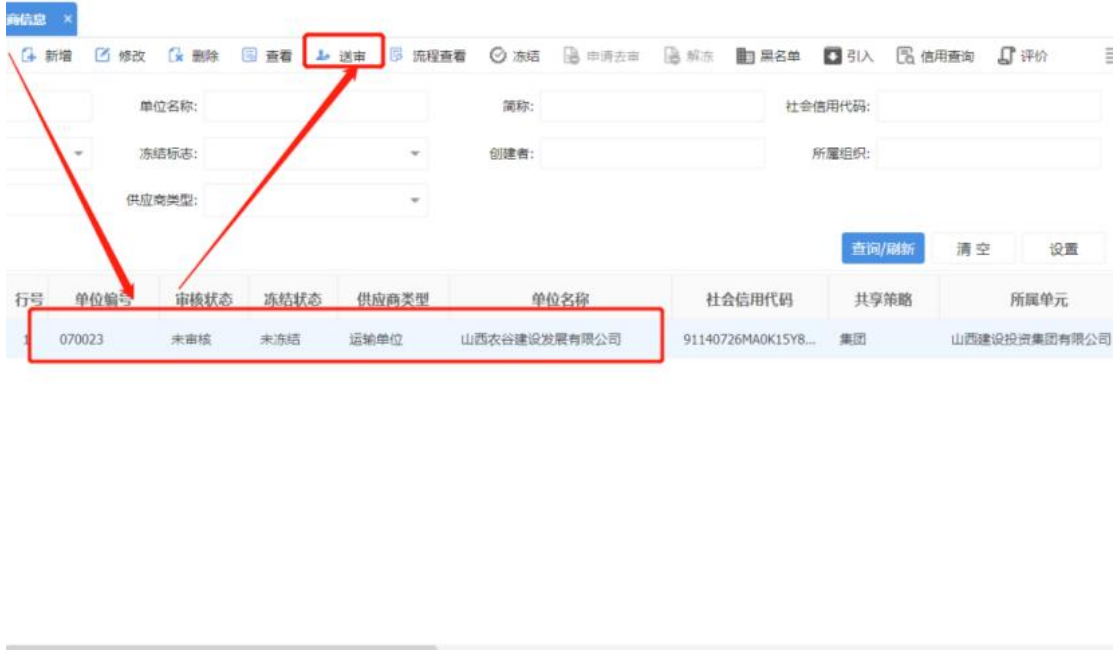 商信息 ×
新增 修改 删除 查看 送审 流程查看 冻结 申请去审 解冻 黑名单 引入 信用查询 评价
单位名称: 简称: 社会信用代码:
冻结标志: 创建者: 所属组织:
供应商类型:
查询/刷新 清空 设置
行号 单位编号 审核状态 冻结状态 供应商类型 单位名称 社会信用代码 共享策略 所属单元
1 070023 未审核 未冻结 运输单位 山西农谷建设发展有限公司 91140726MA0K15Y8... 集团 山西建设投资集团有限公司